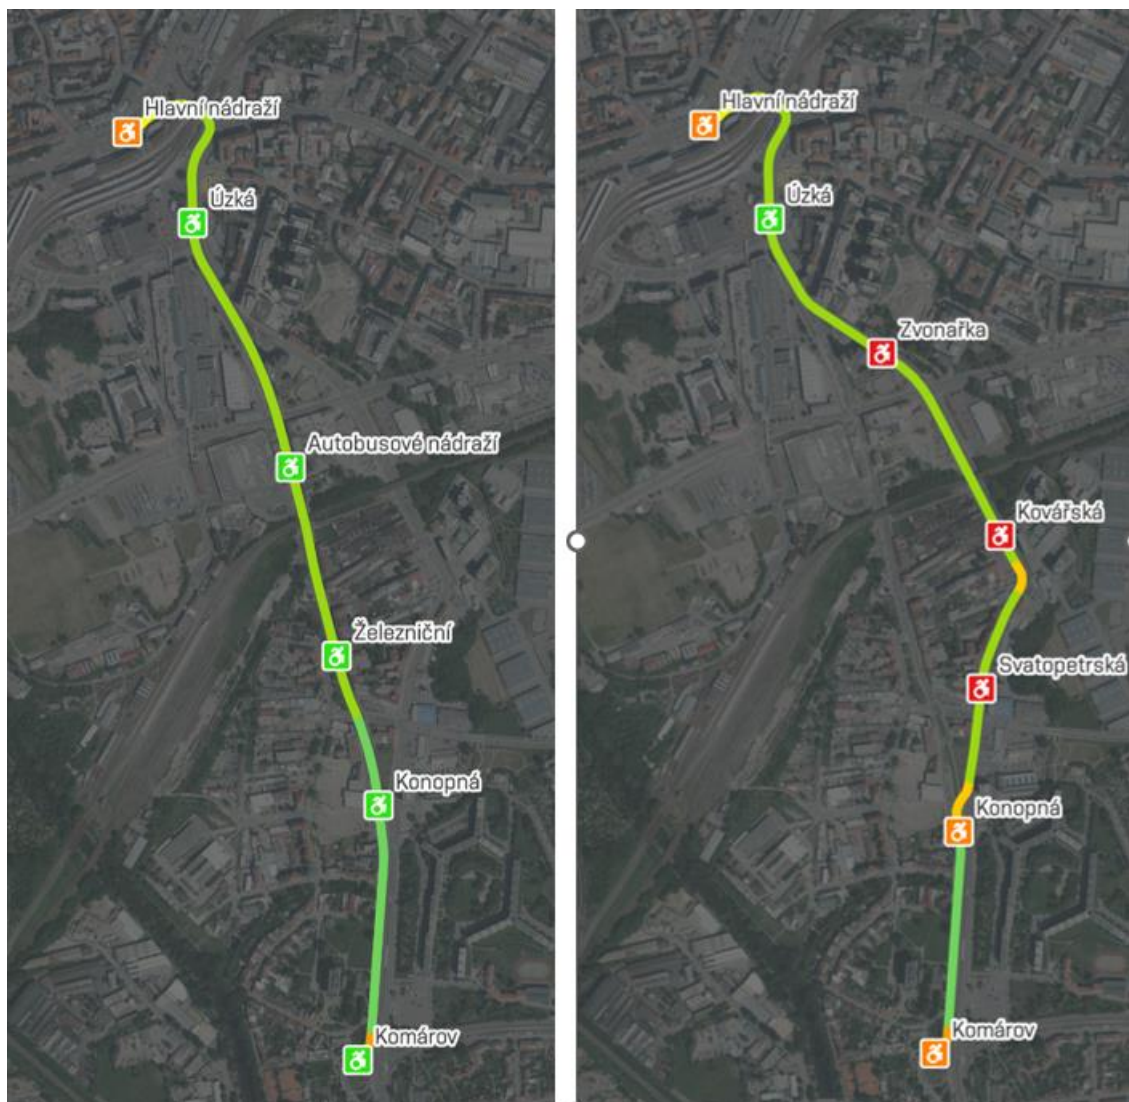 Hlavní nádraží
Úzká
Autobusové nádraží
Železniční
Konopná
Komárov
Hlavní nádraží
Úzká
Zvonařka
Kovářská
Svatopetrská
Konopná
Komárov